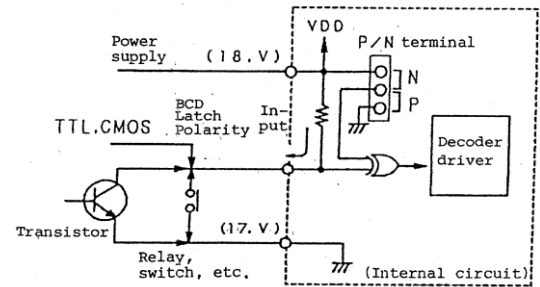 VDD
P/N terminal
Power
supply
(18.V)
N
P
BCD
Latch
Polarity
In-
put
TTL.CMOS
Decoder
driver
Transistor
(17.V)
Relay,
switch, etc.
(Internal circuit)